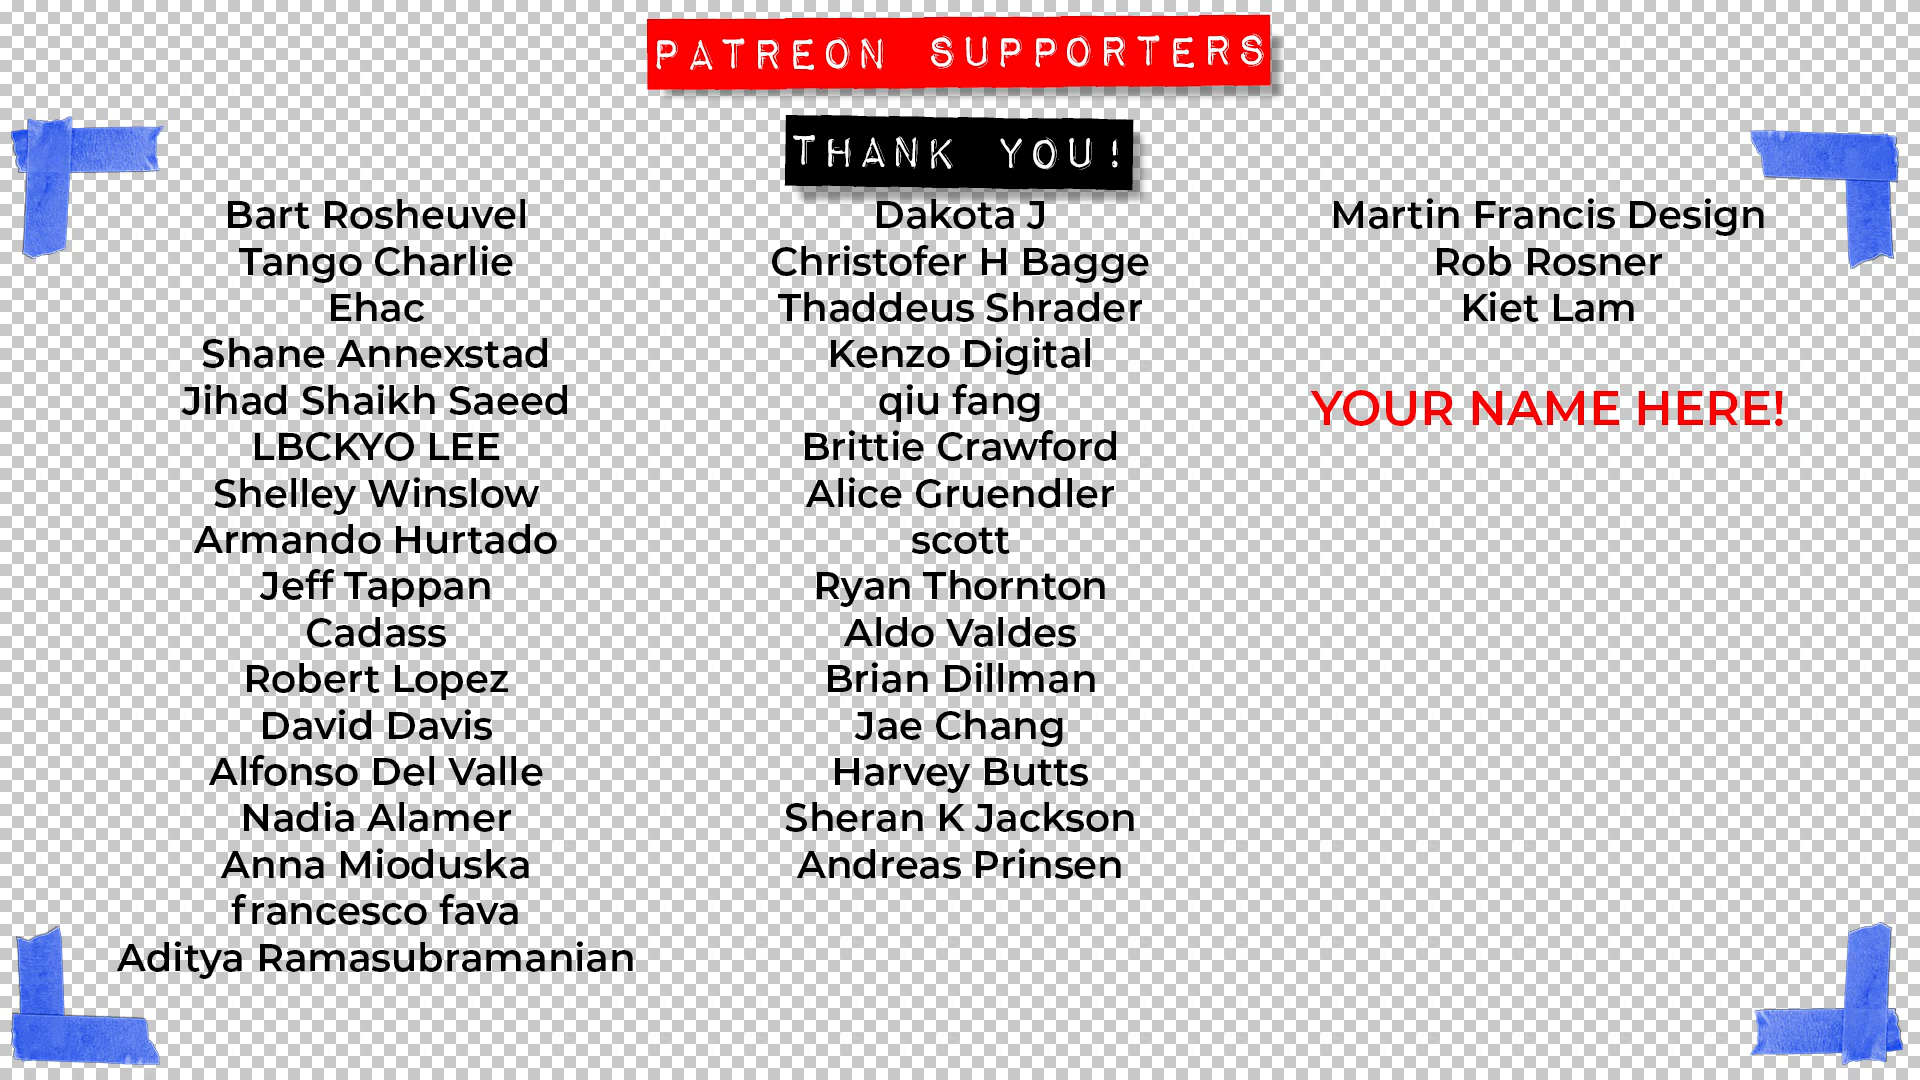 PATREON SUPPORTERS
THANK YOU!
Bart Rosheuvel
Tango Charlie
Ehac
Shane Annexstad
Jihad Shaikh Saeed
LBCKYO LEE
Shelley Winslow
Armando Hurtado
Jeff Tappan
Cadass
Robert Lopez
David Davis
Alfonso Del Valle
Nadia Alamer
Anna Mioduska
francesco fava
Aditya Ramasubramanian
Dakota J
Christofer H Bagge
Thaddeus Shrader
Kenzo Digital
qiu fang
Brittie Crawford
Alice Gruendler
scott
Ryan Thornton
Aldo Valdes
Brian Dillman
Jae Chang
Harvey Butts
Sheran K Jackson
Andreas Prinsen
Martin Francis Design
Rob Rosner
Kiet Lam
YOUR NAME HERE!